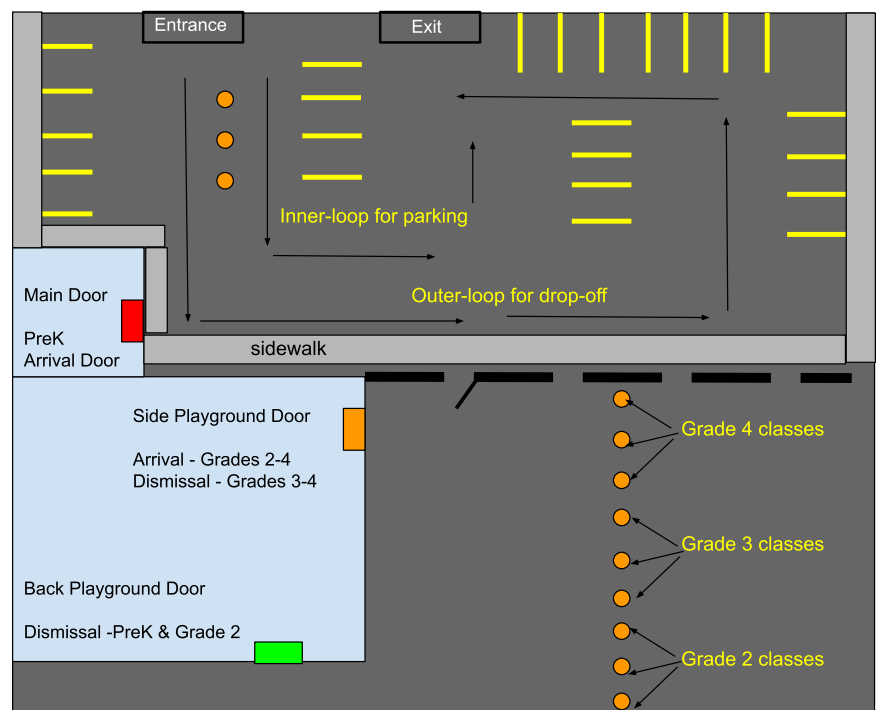 Entrance
Exit
Inner-loop for parking
Outer-loop for drop-off
Main Door
PreK
Arrival Door
sidewalk
Side Playground Door
Arrival - Grades 2-4
Dismissal - Grades 3-4
Grade 4 classes
Grade 3 classes
Back Playground Door
Dismissal -PreK & Grade 2
Grade 2 classes